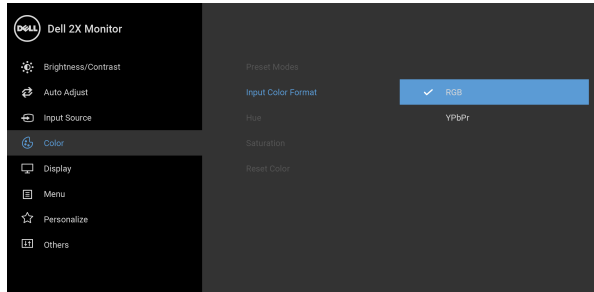 DELL
Dell 2X Monitor
Brightness/Contrast
Auto Adjust
Input Source
Color
Display
Menu
Personalize
Others
Preset Modes
Input Color Format
Hue
Saturation
Reset Color
RGB
YPbPr